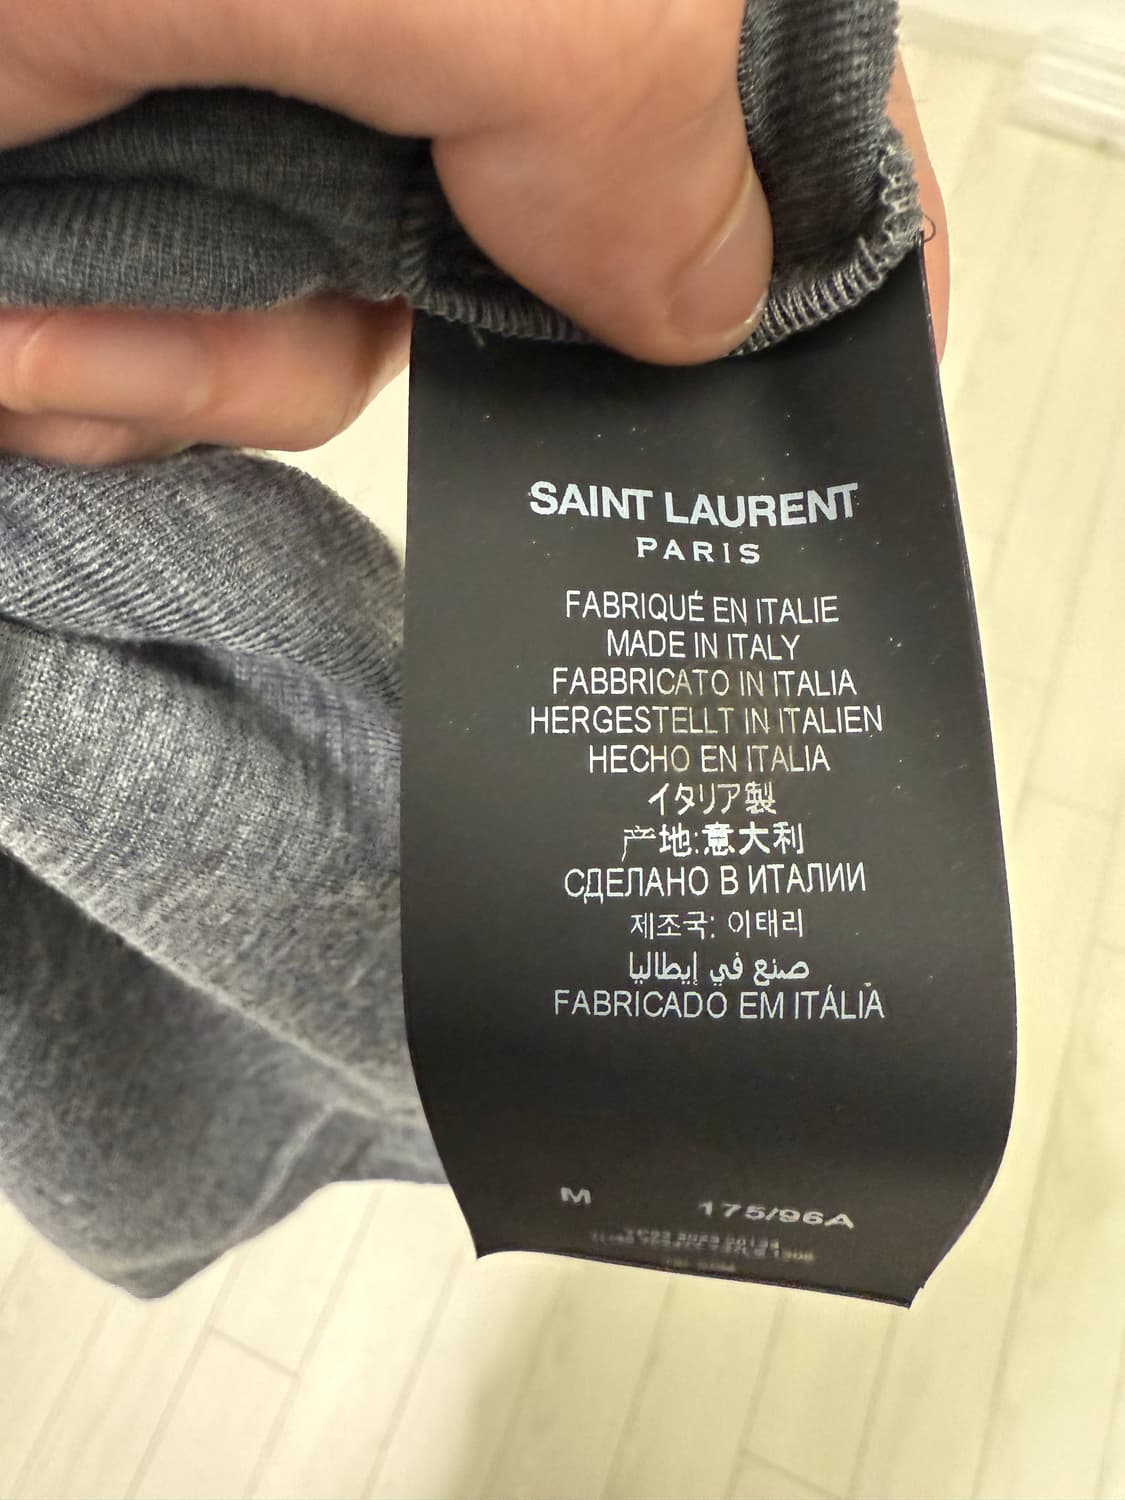 SAINT LAURENT
PARIS
FABRIQUÉ EN ITALIE
MADE IN ITALY
FABBRICATO IN ITALIA
HERGESTELLT IN ITALIEN
HECHO EN ITALIA
イタリア製
产地:意大利
СДЕЛАНО В ИТАЛИИ
제조국: 이태리
صنع في إيطاليا
FABRICADO EM ITÁLIA
M 175/96A